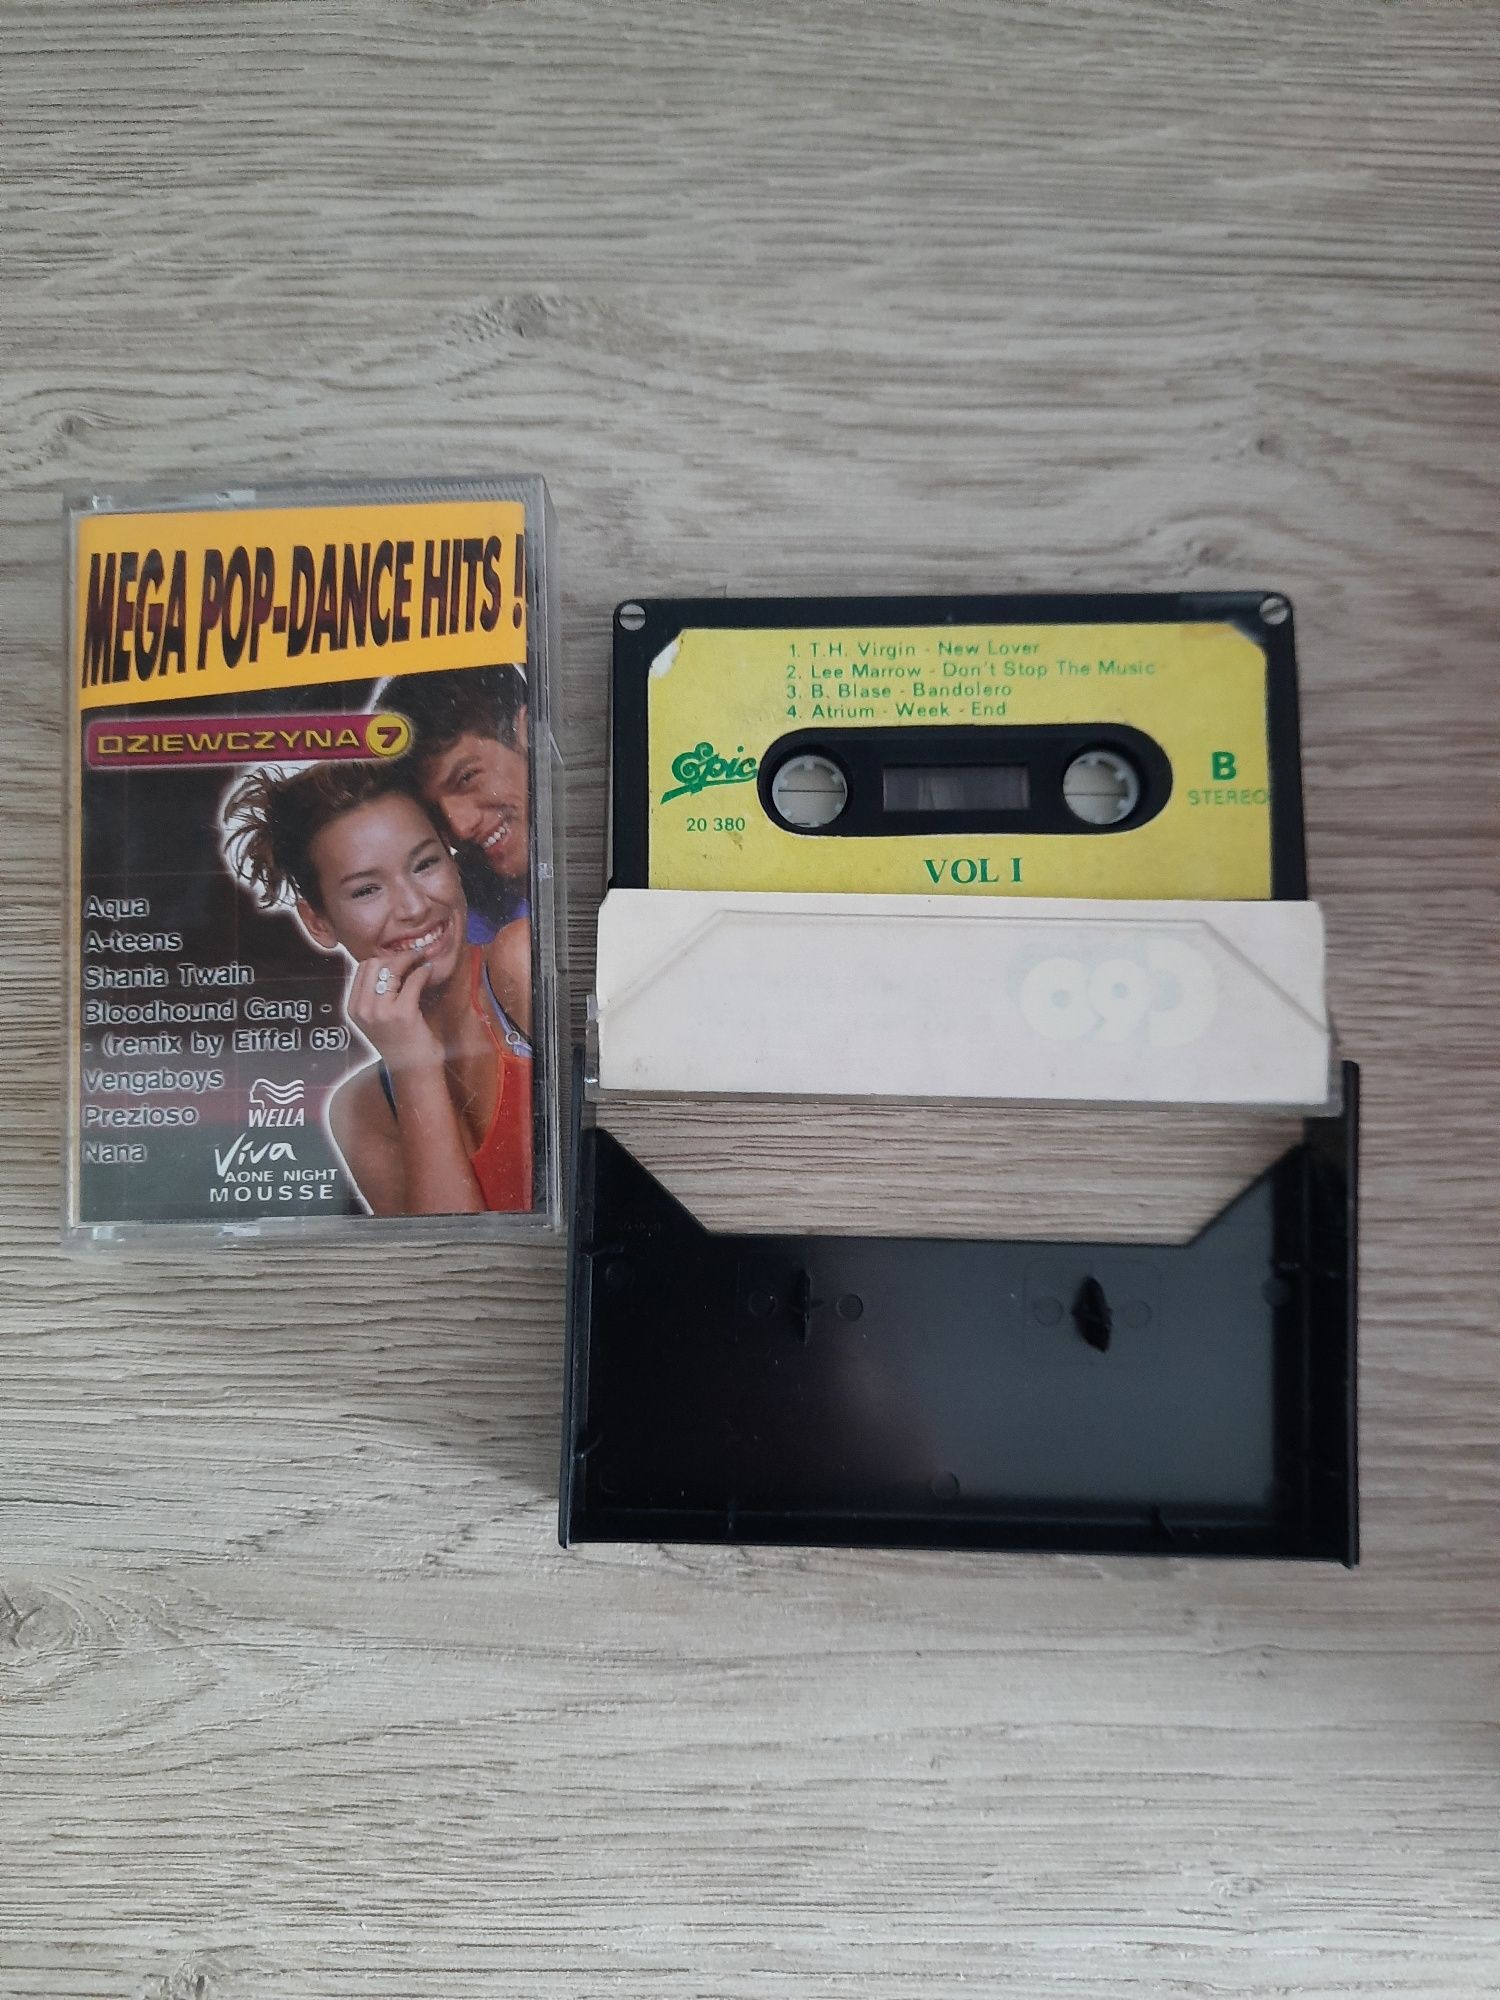 MEGA POP-DANCE HITS !
DZIEWCZYNA 7
Aqua
A-teens
Shania Twain
Bloodhound Gang -
- (remix by Eiffel 65)
Vengaboys
Prezioso
Nana
WELLA
Viva
AONE NIGHT
MOUSSE
1. T.H. Virgin - New Lover
2. Lee Marrow - Don't Stop The Music
3. B. Blase - Bandolero
4. Atrium - Week - End
Epic
20 380
B
STEREO
VOL I